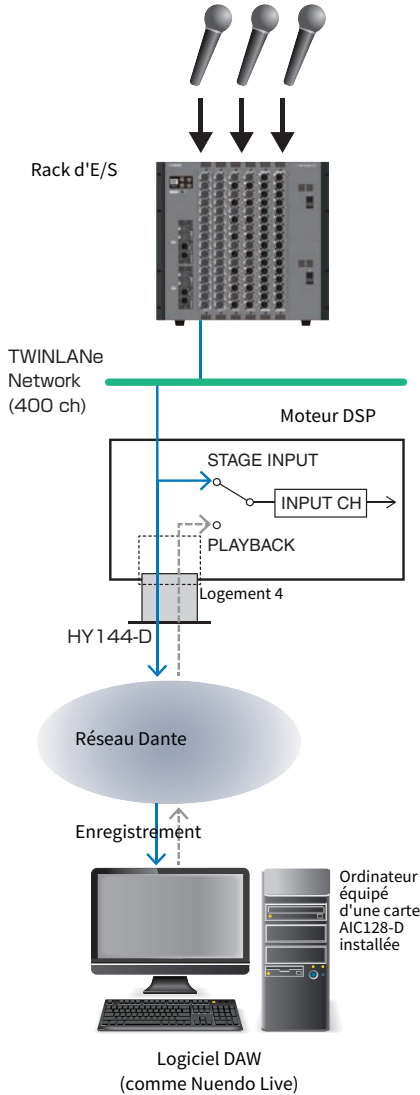 Rack d'E/S
TWINLANe
Network
(400 ch)
Moteur DSP
STAGE INPUT
INPUT CH
PLAYBACK
Logement 4
HY144-D
Réseau Dante
Enregistrement
Ordinateur
équipé
d'une carte
AIC128-D
installée
Logiciel DAW
(comme Nuendo Live)